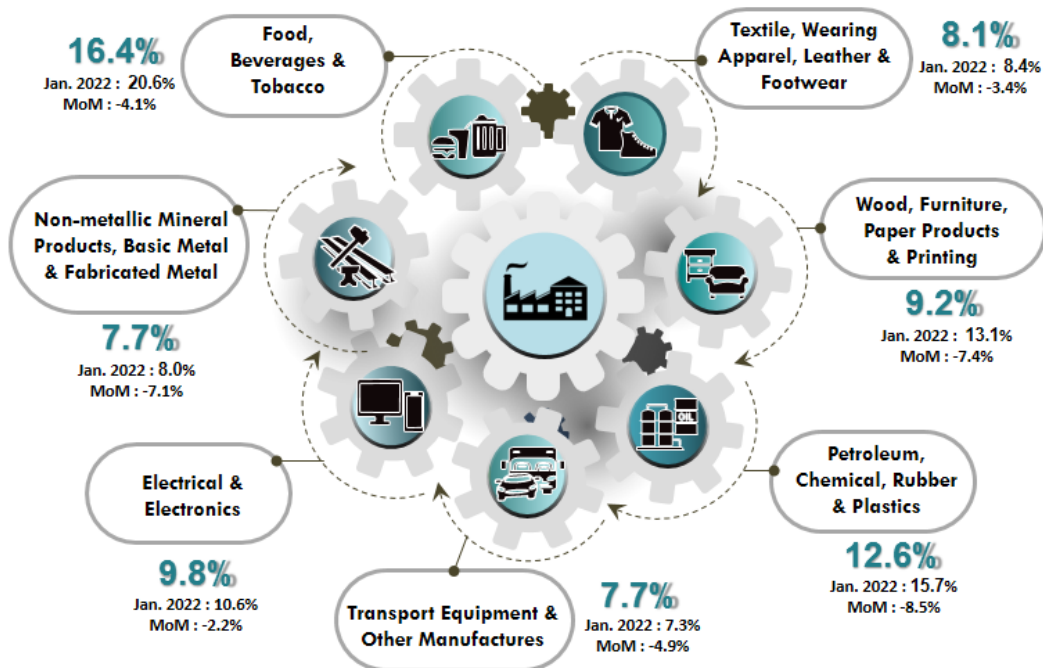 Food,
Beverages &
Tobacco
16.4%
Jan. 2022 : 20.6%
MoM : -4.1%
Textile, Wearing
Apparel, Leather &
Footwear
8.1%
Jan. 2022 : 8.4%
MoM : -3.4%
Wood, Furniture,
Paper Products
& Printing
9.2%
Jan. 2022 : 13.1%
MoM : -7.4%
OIL
Petroleum,
Chemical, Rubber
& Plastics
12.6%
Jan. 2022 : 15.7%
MoM : -8.5%
Transport Equipment &
Other Manufactures
7.7%
Jan. 2022 : 7.3%
MoM : -4.9%
Electrical &
Electronics
9.8%
Jan. 2022 : 10.6%
MoM : -2.2%
Non-metallic Mineral
Products, Basic Metal
& Fabricated Metal
7.7%
Jan. 2022 : 8.0%
MoM : -7.1%